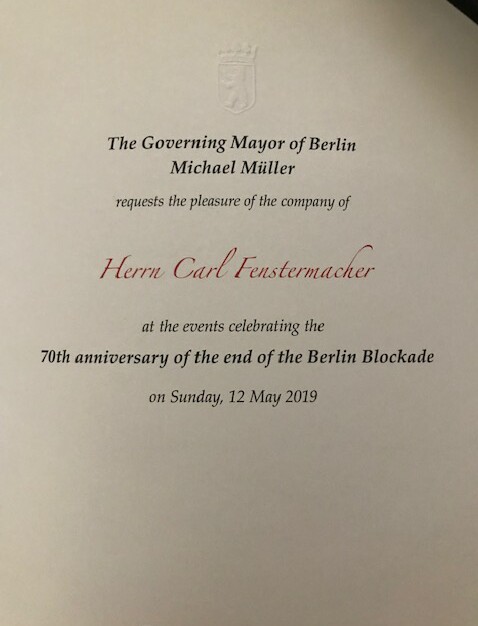 The Governing Mayor of Berlin
Michael Müller
requests the pleasure of the company of
Herrn Carl Fenstermacher
at the events celebrating the
70th anniversary of the end of the Berlin Blockade
on Sunday, 12 May 2019